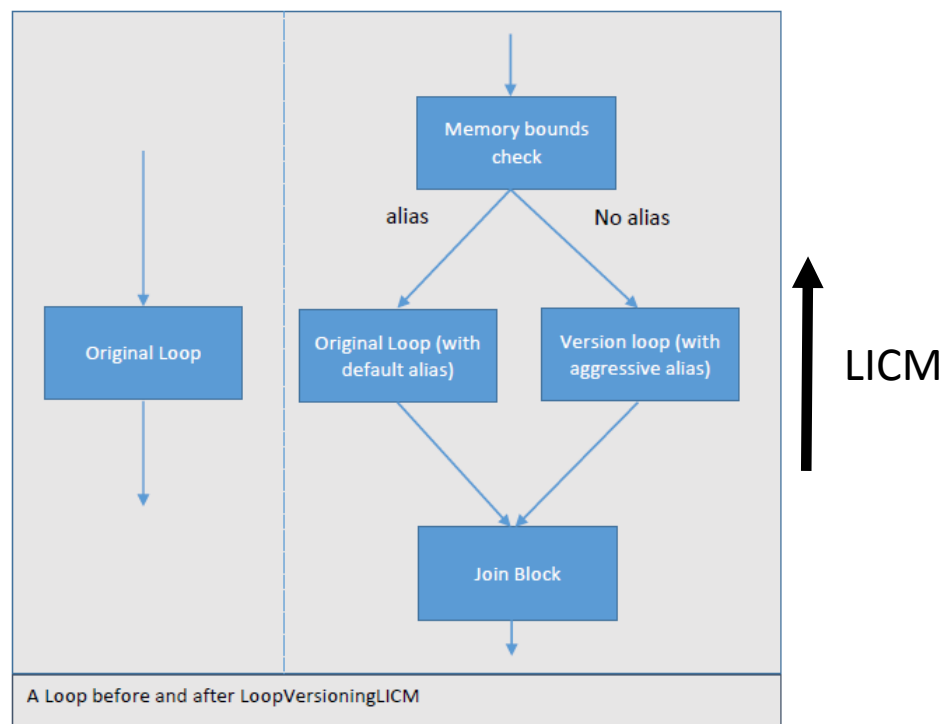 Memory bounds
check
alias
No alias
Original Loop
Original Loop (with
default alias)
Version loop (with
aggressive alias)
LICM
Join Block
A Loop before and after LoopVersioningLICM